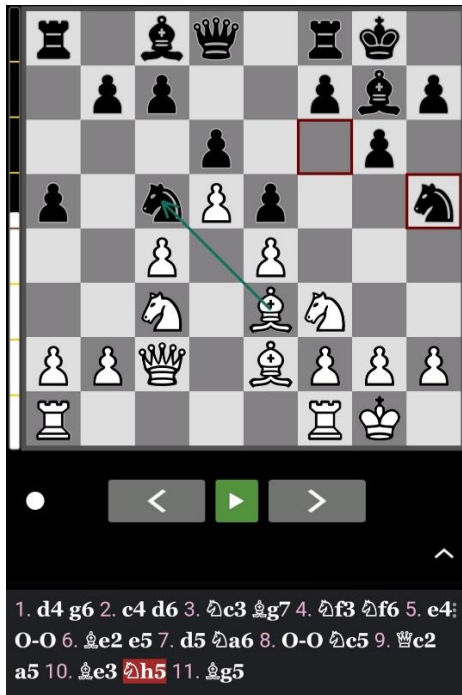 1. d4 g6 2. c4 d6 3. ♘c3 ♗g7 4. ♘f3 ♘f6 5. e4
O-O 6. ♗e2 e5 7. d5 ♘a6 8. O-O ♘c5 9. ♕c2
a5 10. ♗e3 ♘h5 11. ♗g5